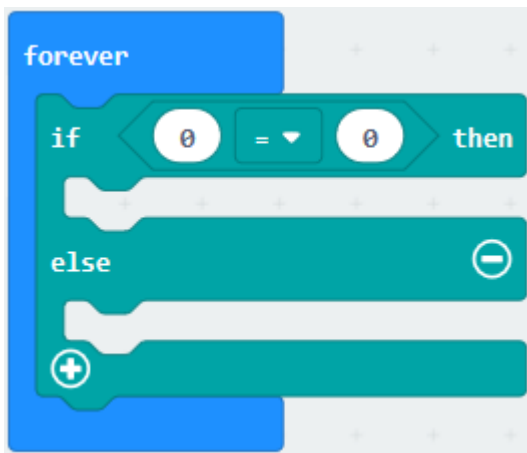 forever
if 0 = 0 then
else